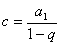 c = a₁ / (1 − q)